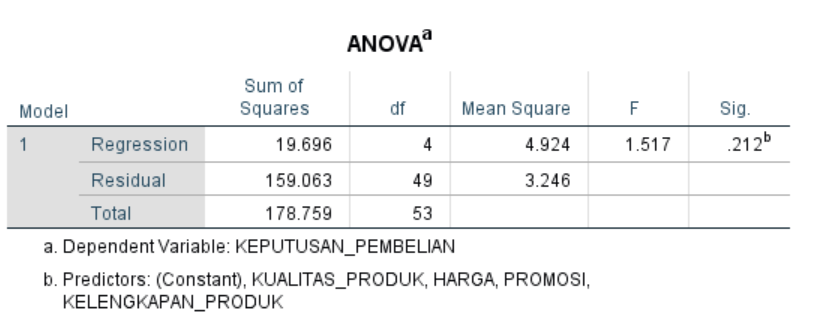 ANOVAa
Model Sum of Squares df Mean Square F Sig.
1 Regression 19.696 4 4.924 1.517 .212b
Residual 159.063 49 3.246
Total 178.759 53
a. Dependent Variable: KEPUTUSAN_PEMBELIAN
b. Predictors: (Constant), KUALITAS_PRODUK, HARGA, PROMOSI,
KELENGKAPAN_PRODUK